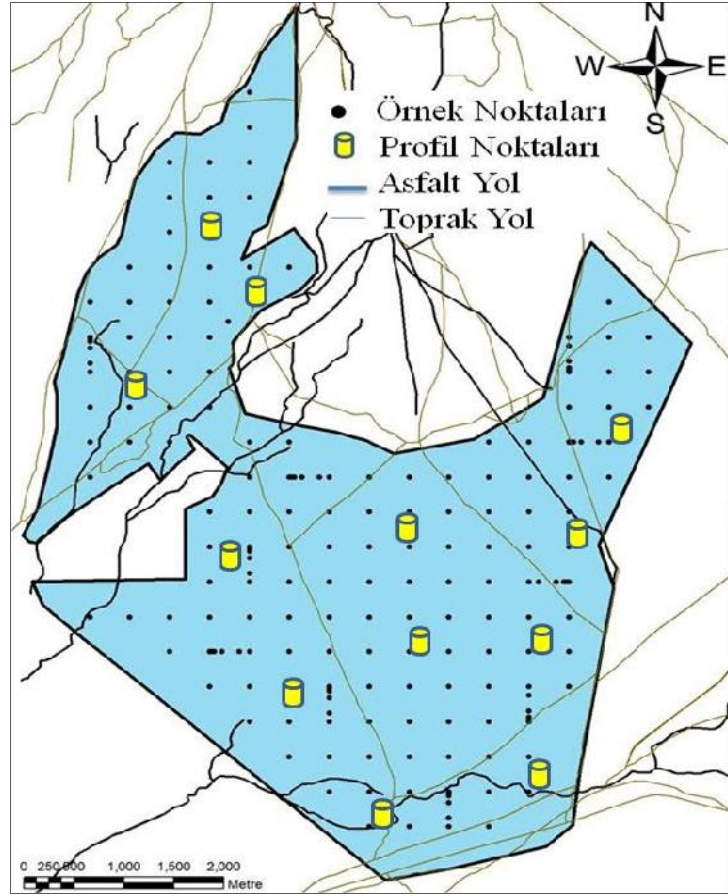 N
W E
S
Örnek Noktaları
Profil Noktaları
Asfalt Yol
Toprak Yol
0 250 500 1,000 1,500 2,000
Metre